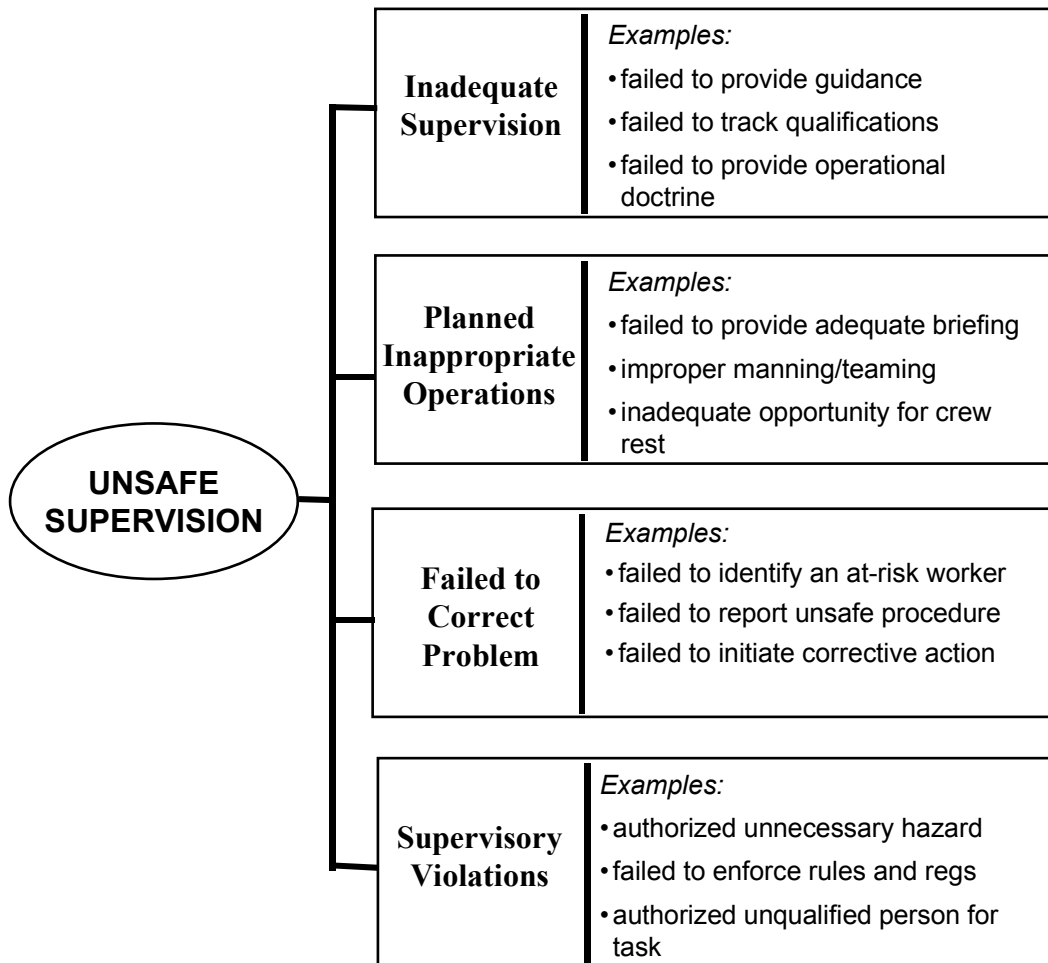 UNSAFE
SUPERVISION
Inadequate
Supervision
Examples:
•failed to provide guidance
•failed to track qualifications
•failed to provide operational
doctrine
Planned
Inappropriate
Operations
Examples:
•failed to provide adequate briefing
•improper manning/teaming
•inadequate opportunity for crew
rest
Failed to
Correct
Problem
Examples:
•failed to identify an at-risk worker
•failed to report unsafe procedure
•failed to initiate corrective action
Supervisory
Violations
Examples:
•authorized unnecessary hazard
•failed to enforce rules and regs
•authorized unqualified person for
task